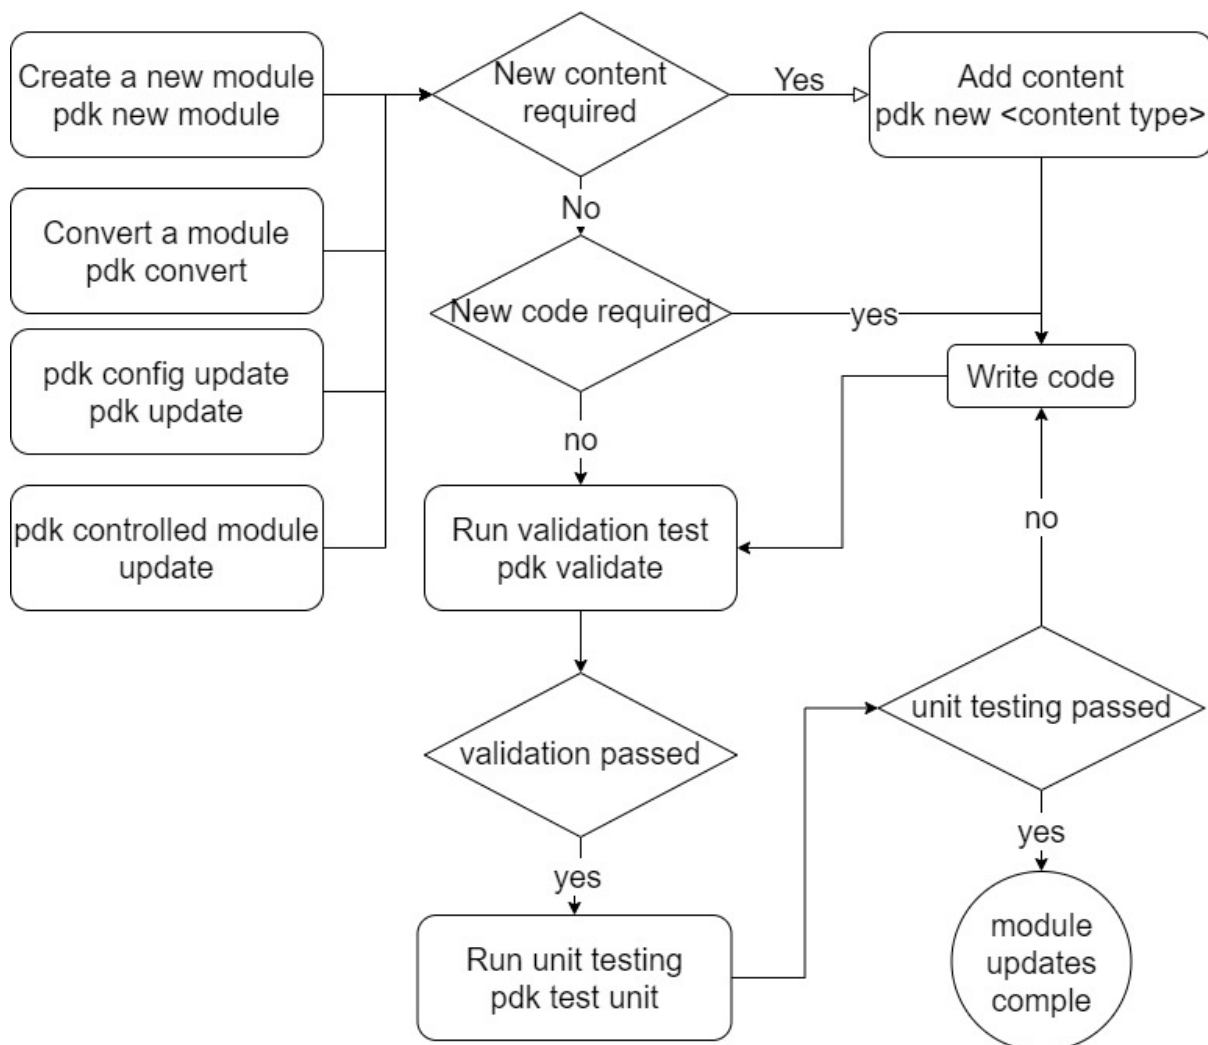 Create a new module
pdk new module
New content
required
Yes
Add content
pdk new <content type>
Convert a module
pdk convert
No
New code required
yes
pdk config update
pdk update
Write code
no
pdk controlled module
update
Run validation test
pdk validate
no
validation passed
unit testing passed
yes
yes
Run unit testing
pdk test unit
module
updates
comple